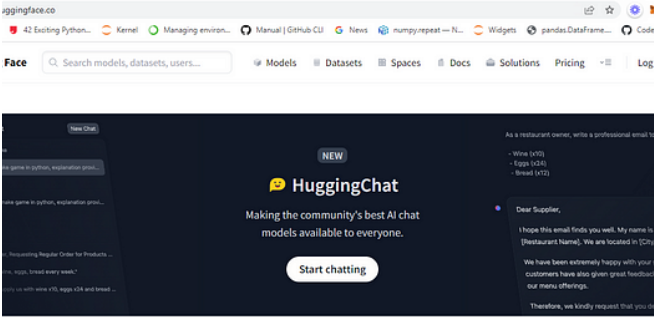 uggingface.co
42 Exciting Python... Kernel Managing environ... Manual | GitHub CLI News numpy.repeat — N... Widgets pandas.DataFrame... Code
Face Search models, datasets, users... Models Datasets Spaces Docs Solutions Pricing Log
New Chat
make game in python, explanation provi...
make game in python, explanation provi...
Requesting Regular Order for Products ...
wine, eggs, bread every week."
with wine x10, eggs x24 and bread ...
NEW
HuggingChat
Making the community's best AI chat
models available to everyone.
Start chatting
As a restaurant owner, write a professional email to
- Wine (x10)
- Eggs (x24)
- Bread (x12)
Dear Supplier,
I hope this email finds you well. My name is
[Restaurant Name]. We are located in [City
We have been extremely happy with your
customers have also given great feedbac
our menu offerings.
Therefore, we kindly request that you de